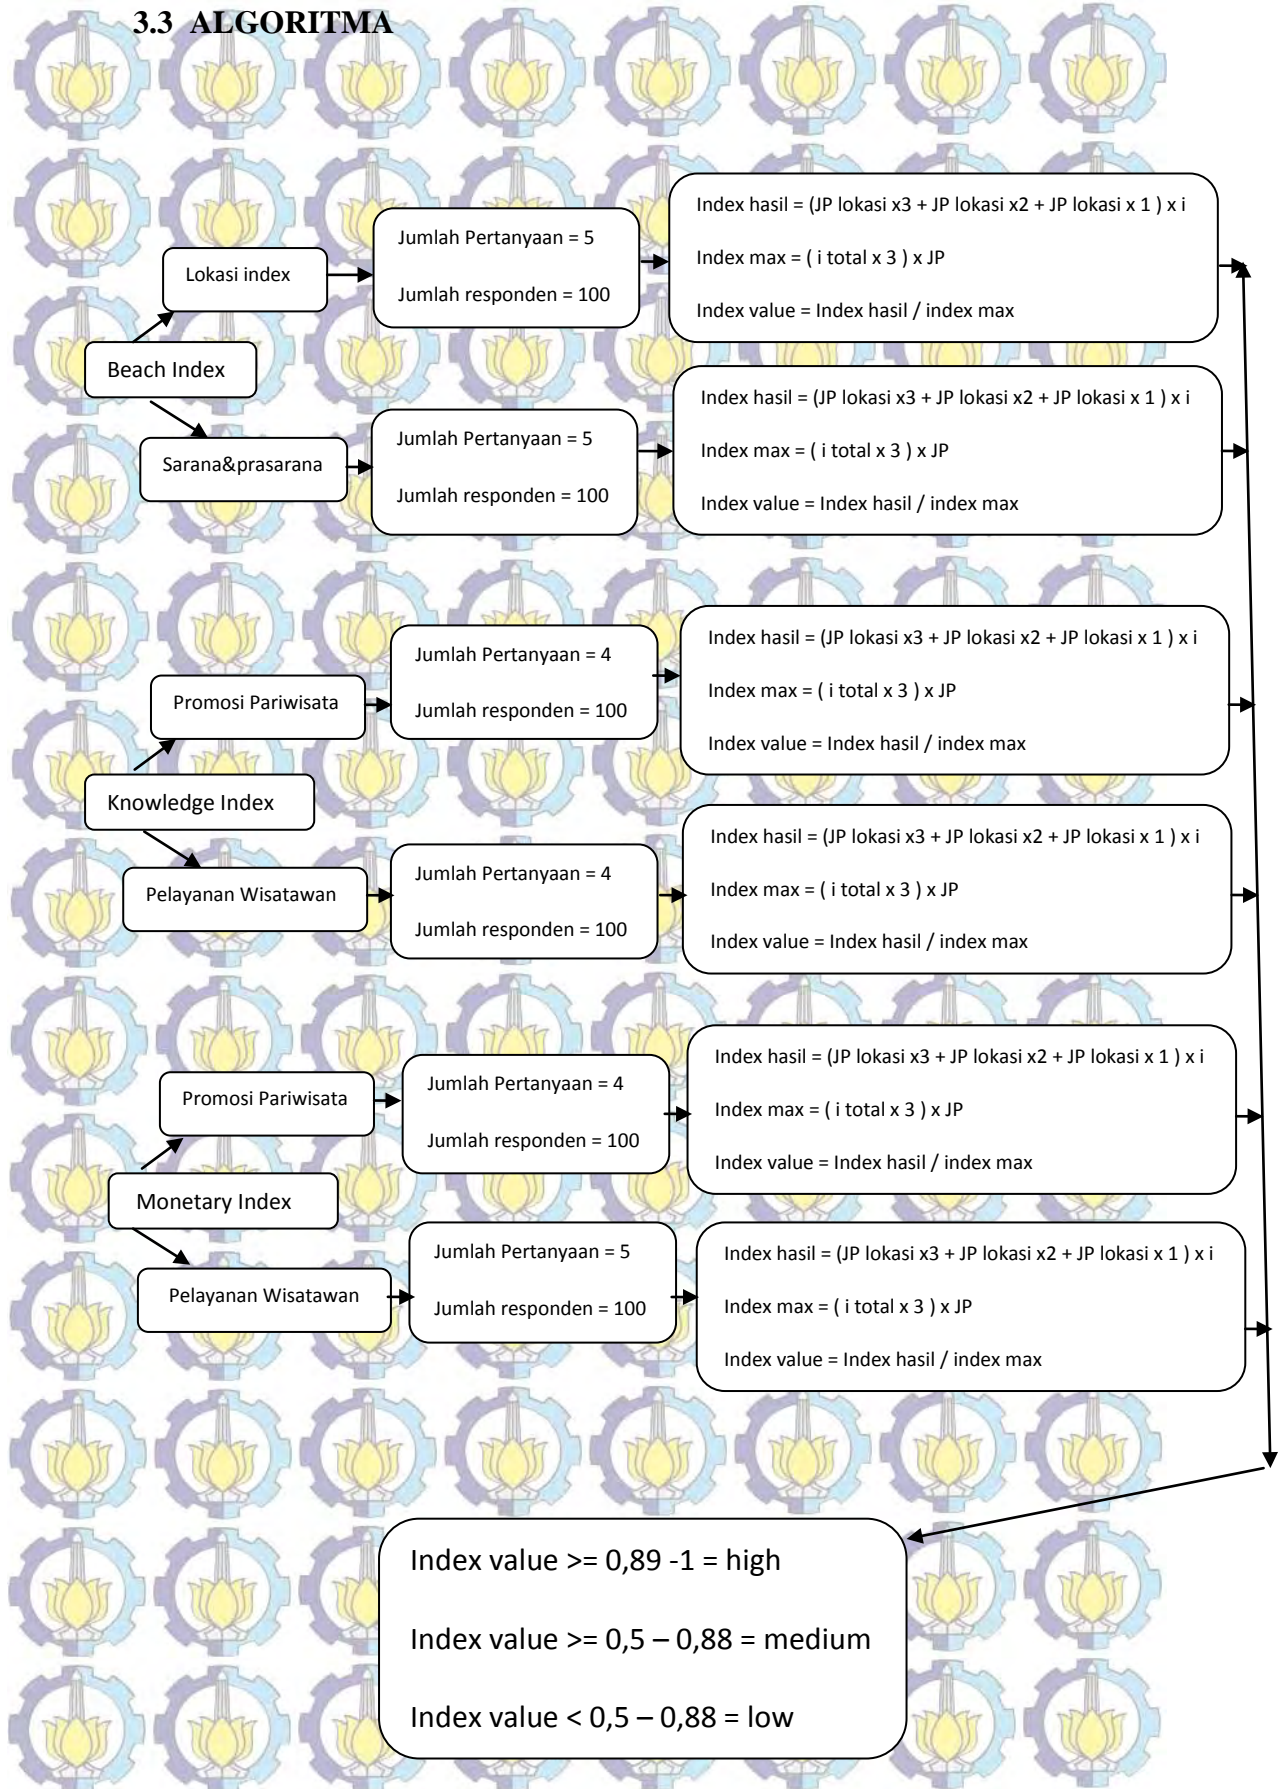 3.3 ALGORITMA
Lokasi index
Jumlah Pertanyaan = 5
Jumlah responden = 100
Index hasil = (JP lokasi x3 + JP lokasi x2 + JP lokasi x 1 ) x i
Index max = ( i total x 3 ) x JP
Index value = Index hasil / index max
Beach Index
Sarana&prasarana
Jumlah Pertanyaan = 5
Jumlah responden = 100
Index hasil = (JP lokasi x3 + JP lokasi x2 + JP lokasi x 1 ) x i
Index max = ( i total x 3 ) x JP
Index value = Index hasil / index max
Promosi Pariwisata
Jumlah Pertanyaan = 4
Jumlah responden = 100
Index hasil = (JP lokasi x3 + JP lokasi x2 + JP lokasi x 1 ) x i
Index max = ( i total x 3 ) x JP
Index value = Index hasil / index max
Knowledge Index
Pelayanan Wisatawan
Jumlah Pertanyaan = 4
Jumlah responden = 100
Index hasil = (JP lokasi x3 + JP lokasi x2 + JP lokasi x 1 ) x i
Index max = ( i total x 3 ) x JP
Index value = Index hasil / index max
Promosi Pariwisata
Jumlah Pertanyaan = 4
Jumlah responden = 100
Index hasil = (JP lokasi x3 + JP lokasi x2 + JP lokasi x 1 ) x i
Index max = ( i total x 3 ) x JP
Index value = Index hasil / index max
Monetary Index
Pelayanan Wisatawan
Jumlah Pertanyaan = 5
Jumlah responden = 100
Index hasil = (JP lokasi x3 + JP lokasi x2 + JP lokasi x 1 ) x i
Index max = ( i total x 3 ) x JP
Index value = Index hasil / index max
Index value >= 0,89 -1 = high
Index value >= 0,5 – 0,88 = medium
Index value < 0,5 – 0,88 = low